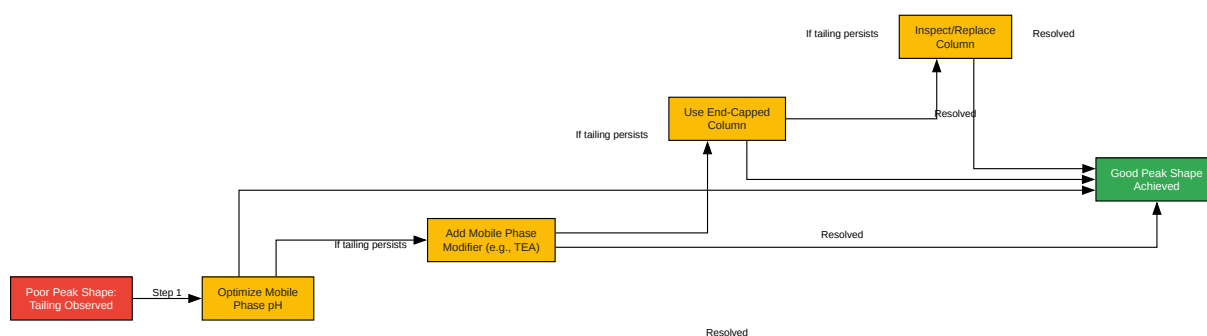 If tailing persists
Inspect/Replace
Column
Resolved
Use End-Capped
Column
Resolved
If tailing persists
Good Peak Shape
Achieved
Add Mobile Phase
Modifier (e.g., TEA)
Resolved
If tailing persists
Poor Peak Shape:
Tailing Observed
Step 1
Optimize Mobile
Phase pH
Resolved